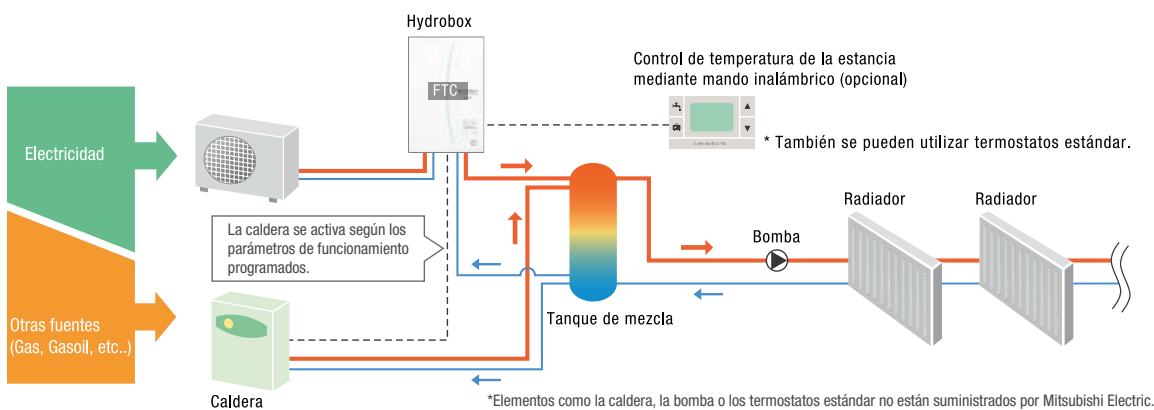 Hydrobox
FTC
Control de temperatura de la estancia
mediante mando inalámbrico (opcional)
* También se pueden utilizar termostatos estándar.
Electricidad
La caldera se activa según los
parámetros de funcionamiento
programados.
Radiador
Radiador
Bomba
Otras fuentes
(Gas, Gasoil, etc..)
Tanque de mezcla
Caldera
*Elementos como la caldera, la bomba o los termostatos estándar no están suministrados por Mitsubishi Electric.